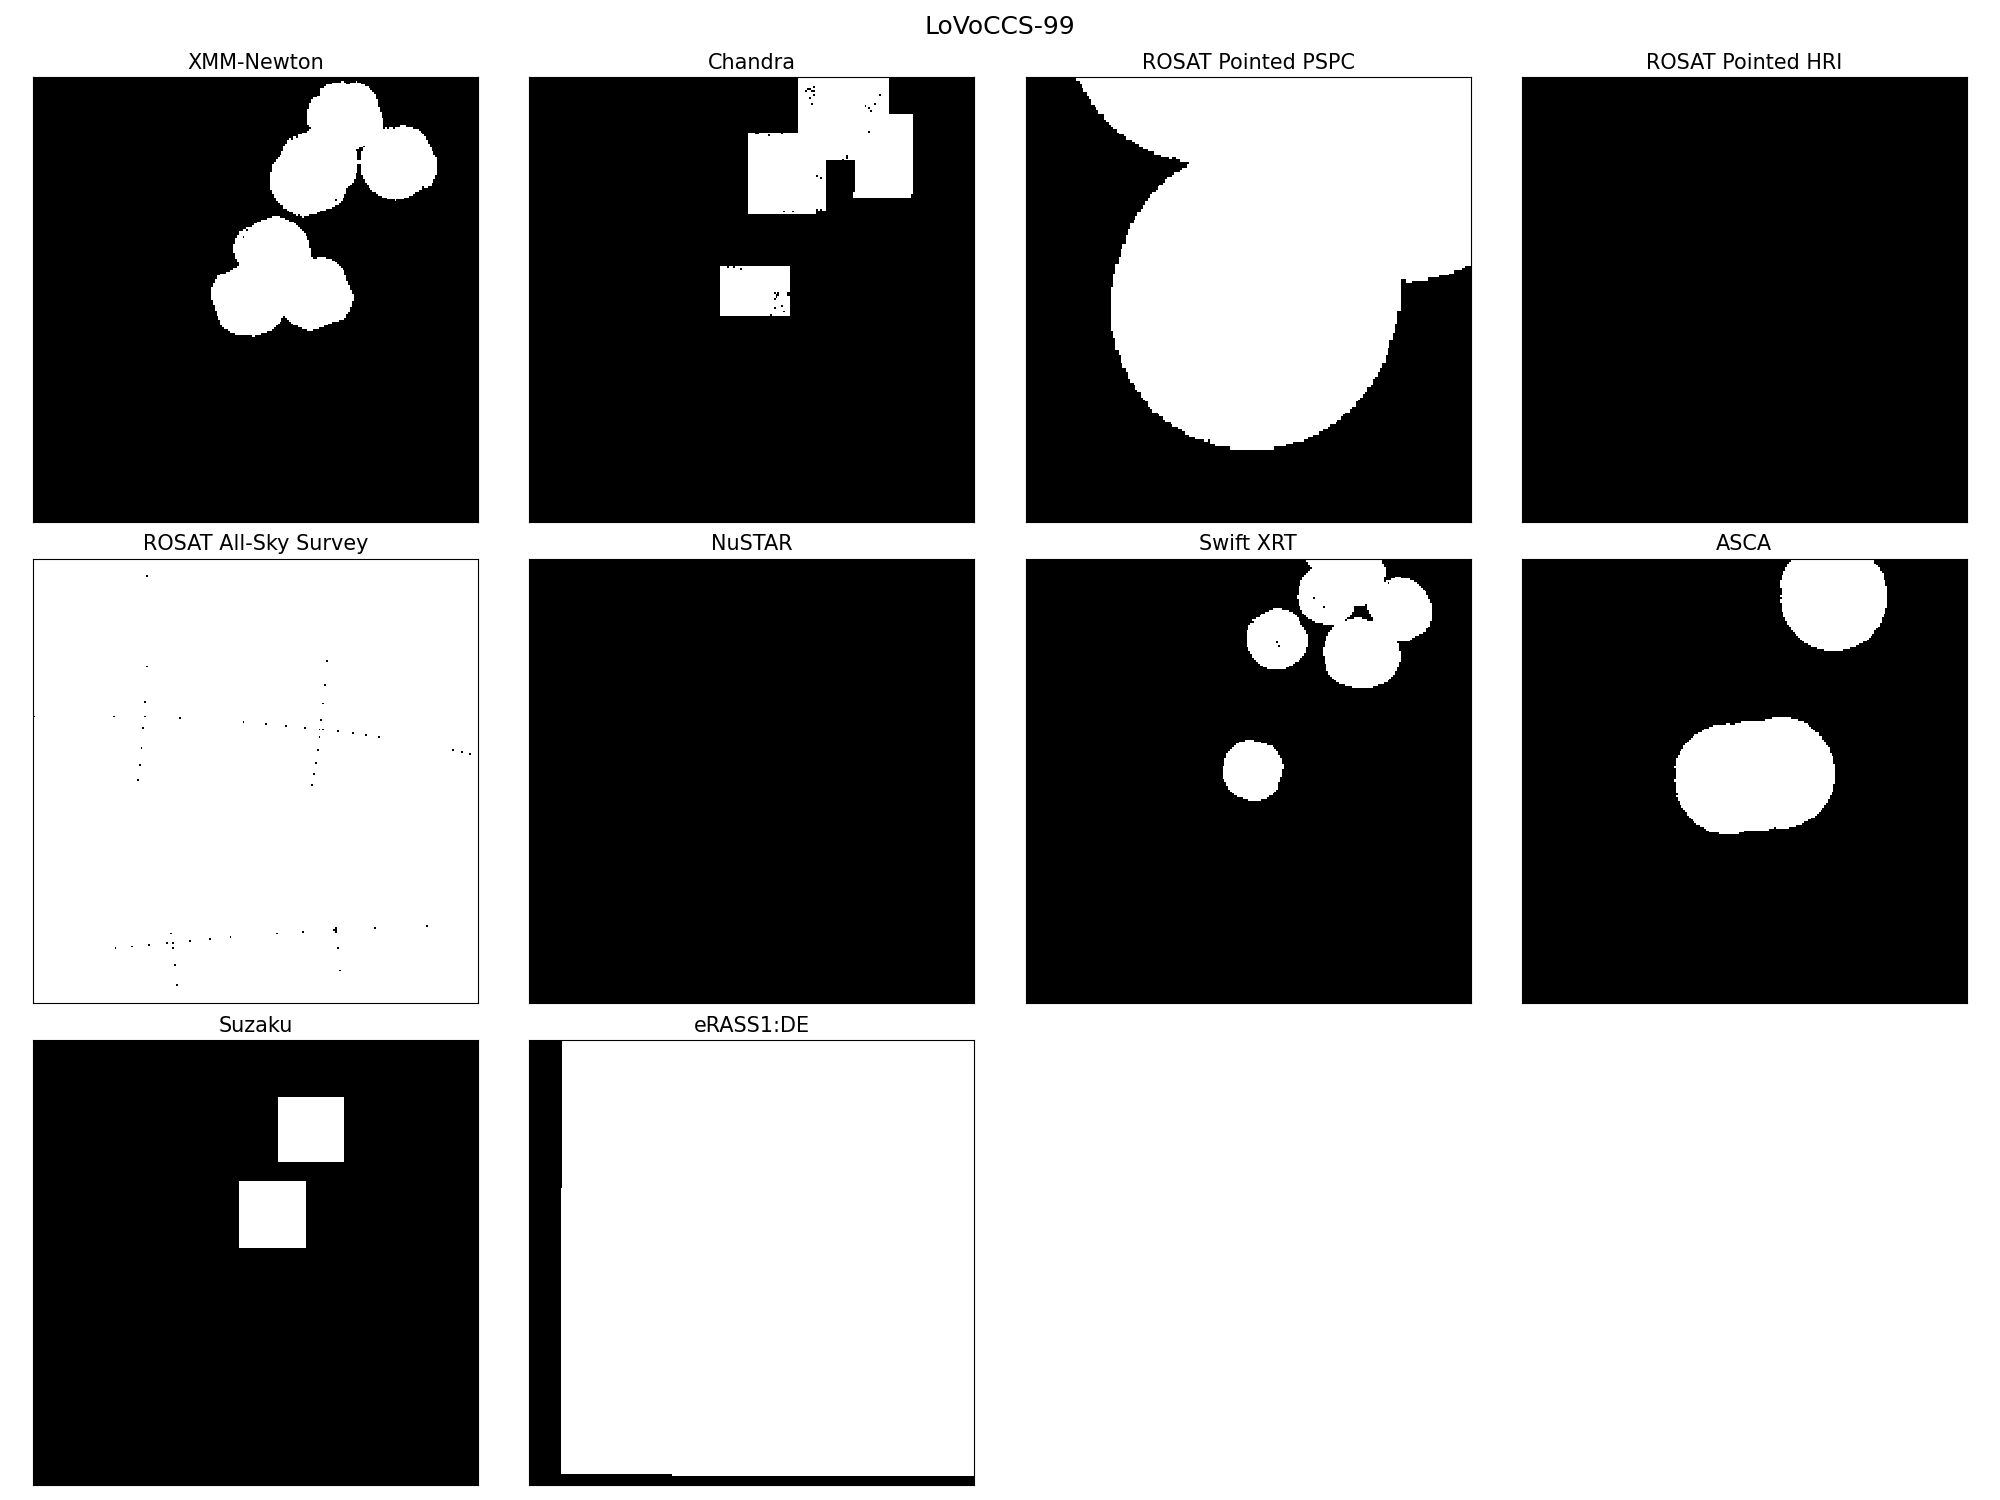 LoVoCCS-99
XMM-Newton
Chandra
ROSAT Pointed PSPC
ROSAT Pointed HRI
ROSAT All-Sky Survey
NuSTAR
Swift XRT
ASCA
Suzaku
eRASS1:DE